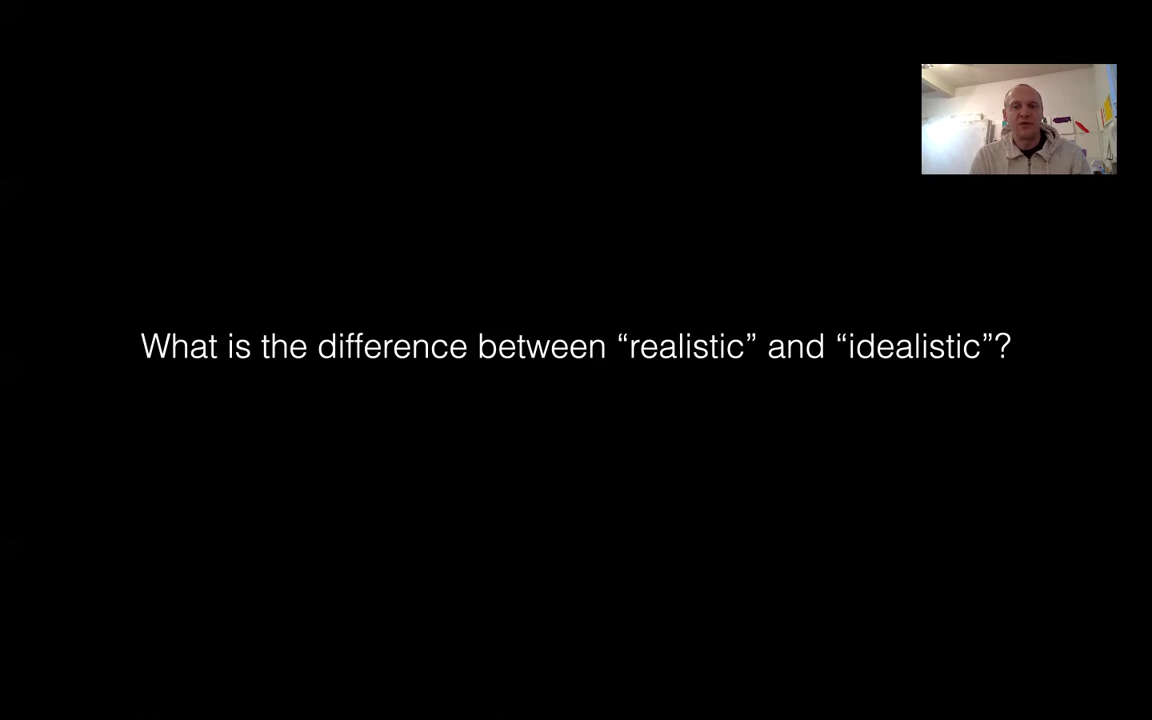 What is the difference between “realistic” and “idealistic”?